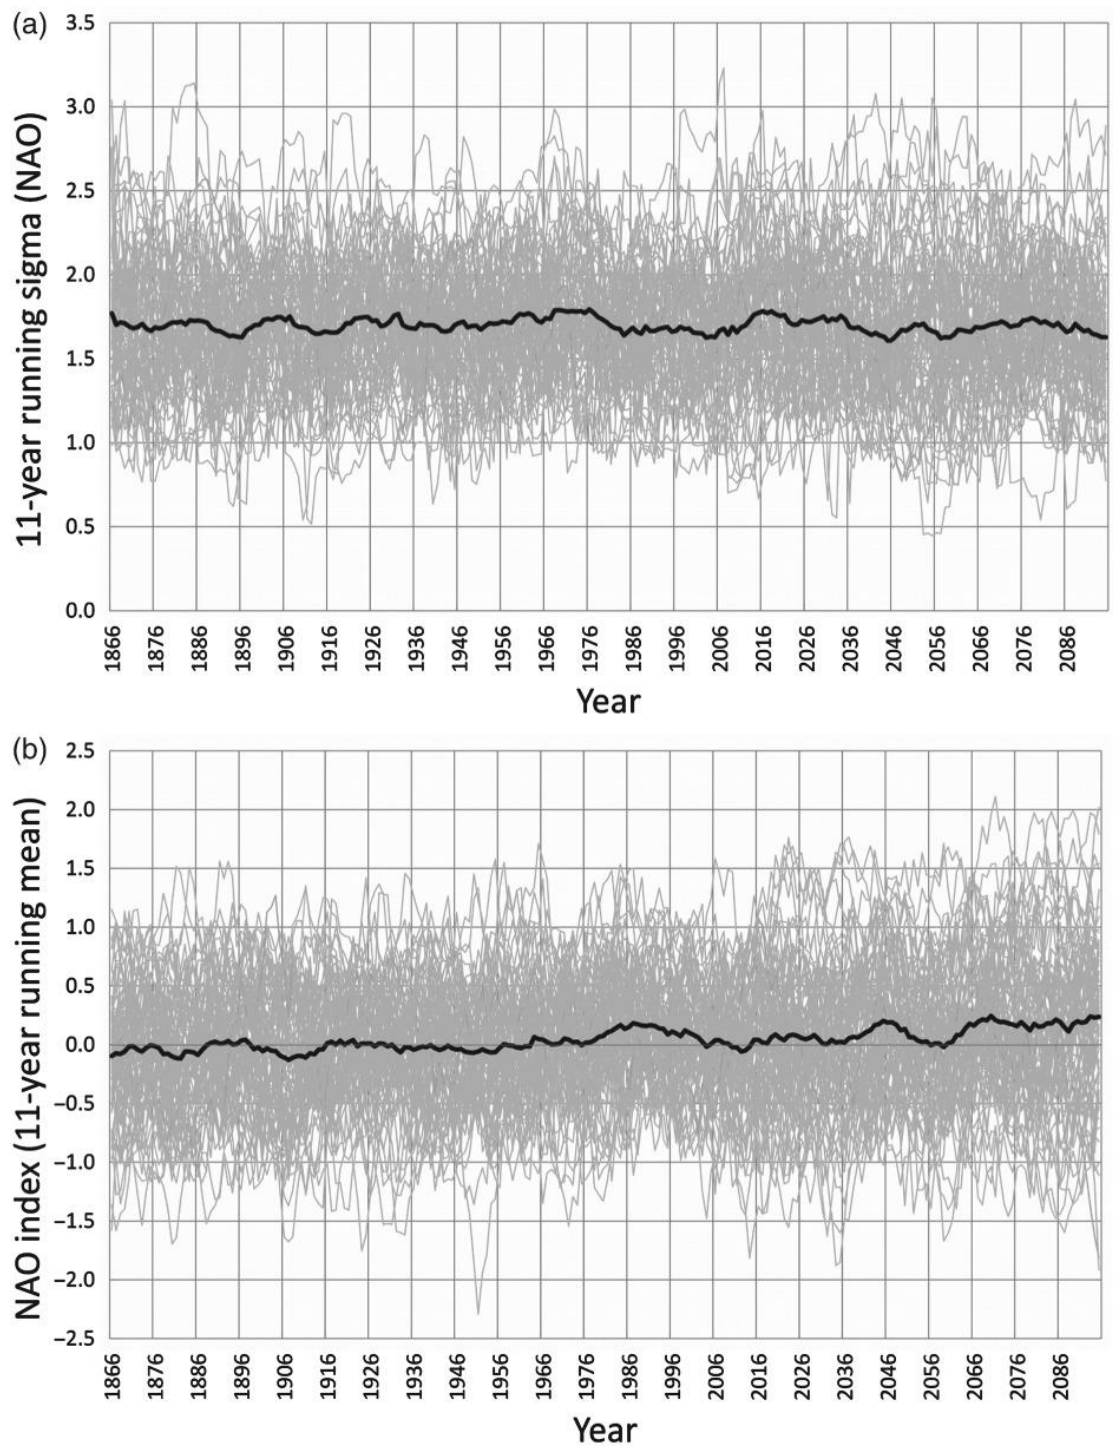 (a)
11-year running sigma (NAO)
3.5
3.0
2.5
2.0
1.5
1.0
0.5
0.0
1866 1876 1886 1896 1906 1916 1926 1936 1946 1956 1966 1976 1986 1996 2006 2016 2026 2036 2046 2056 2066 2076 2086
Year
(b)
NAO index (11-year running mean)
2.5
2.0
1.5
1.0
0.5
0.0
−0.5
−1.0
−1.5
−2.0
−2.5
1866 1876 1886 1896 1906 1916 1926 1936 1946 1956 1966 1976 1986 1996 2006 2016 2026 2036 2046 2056 2066 2076 2086
Year